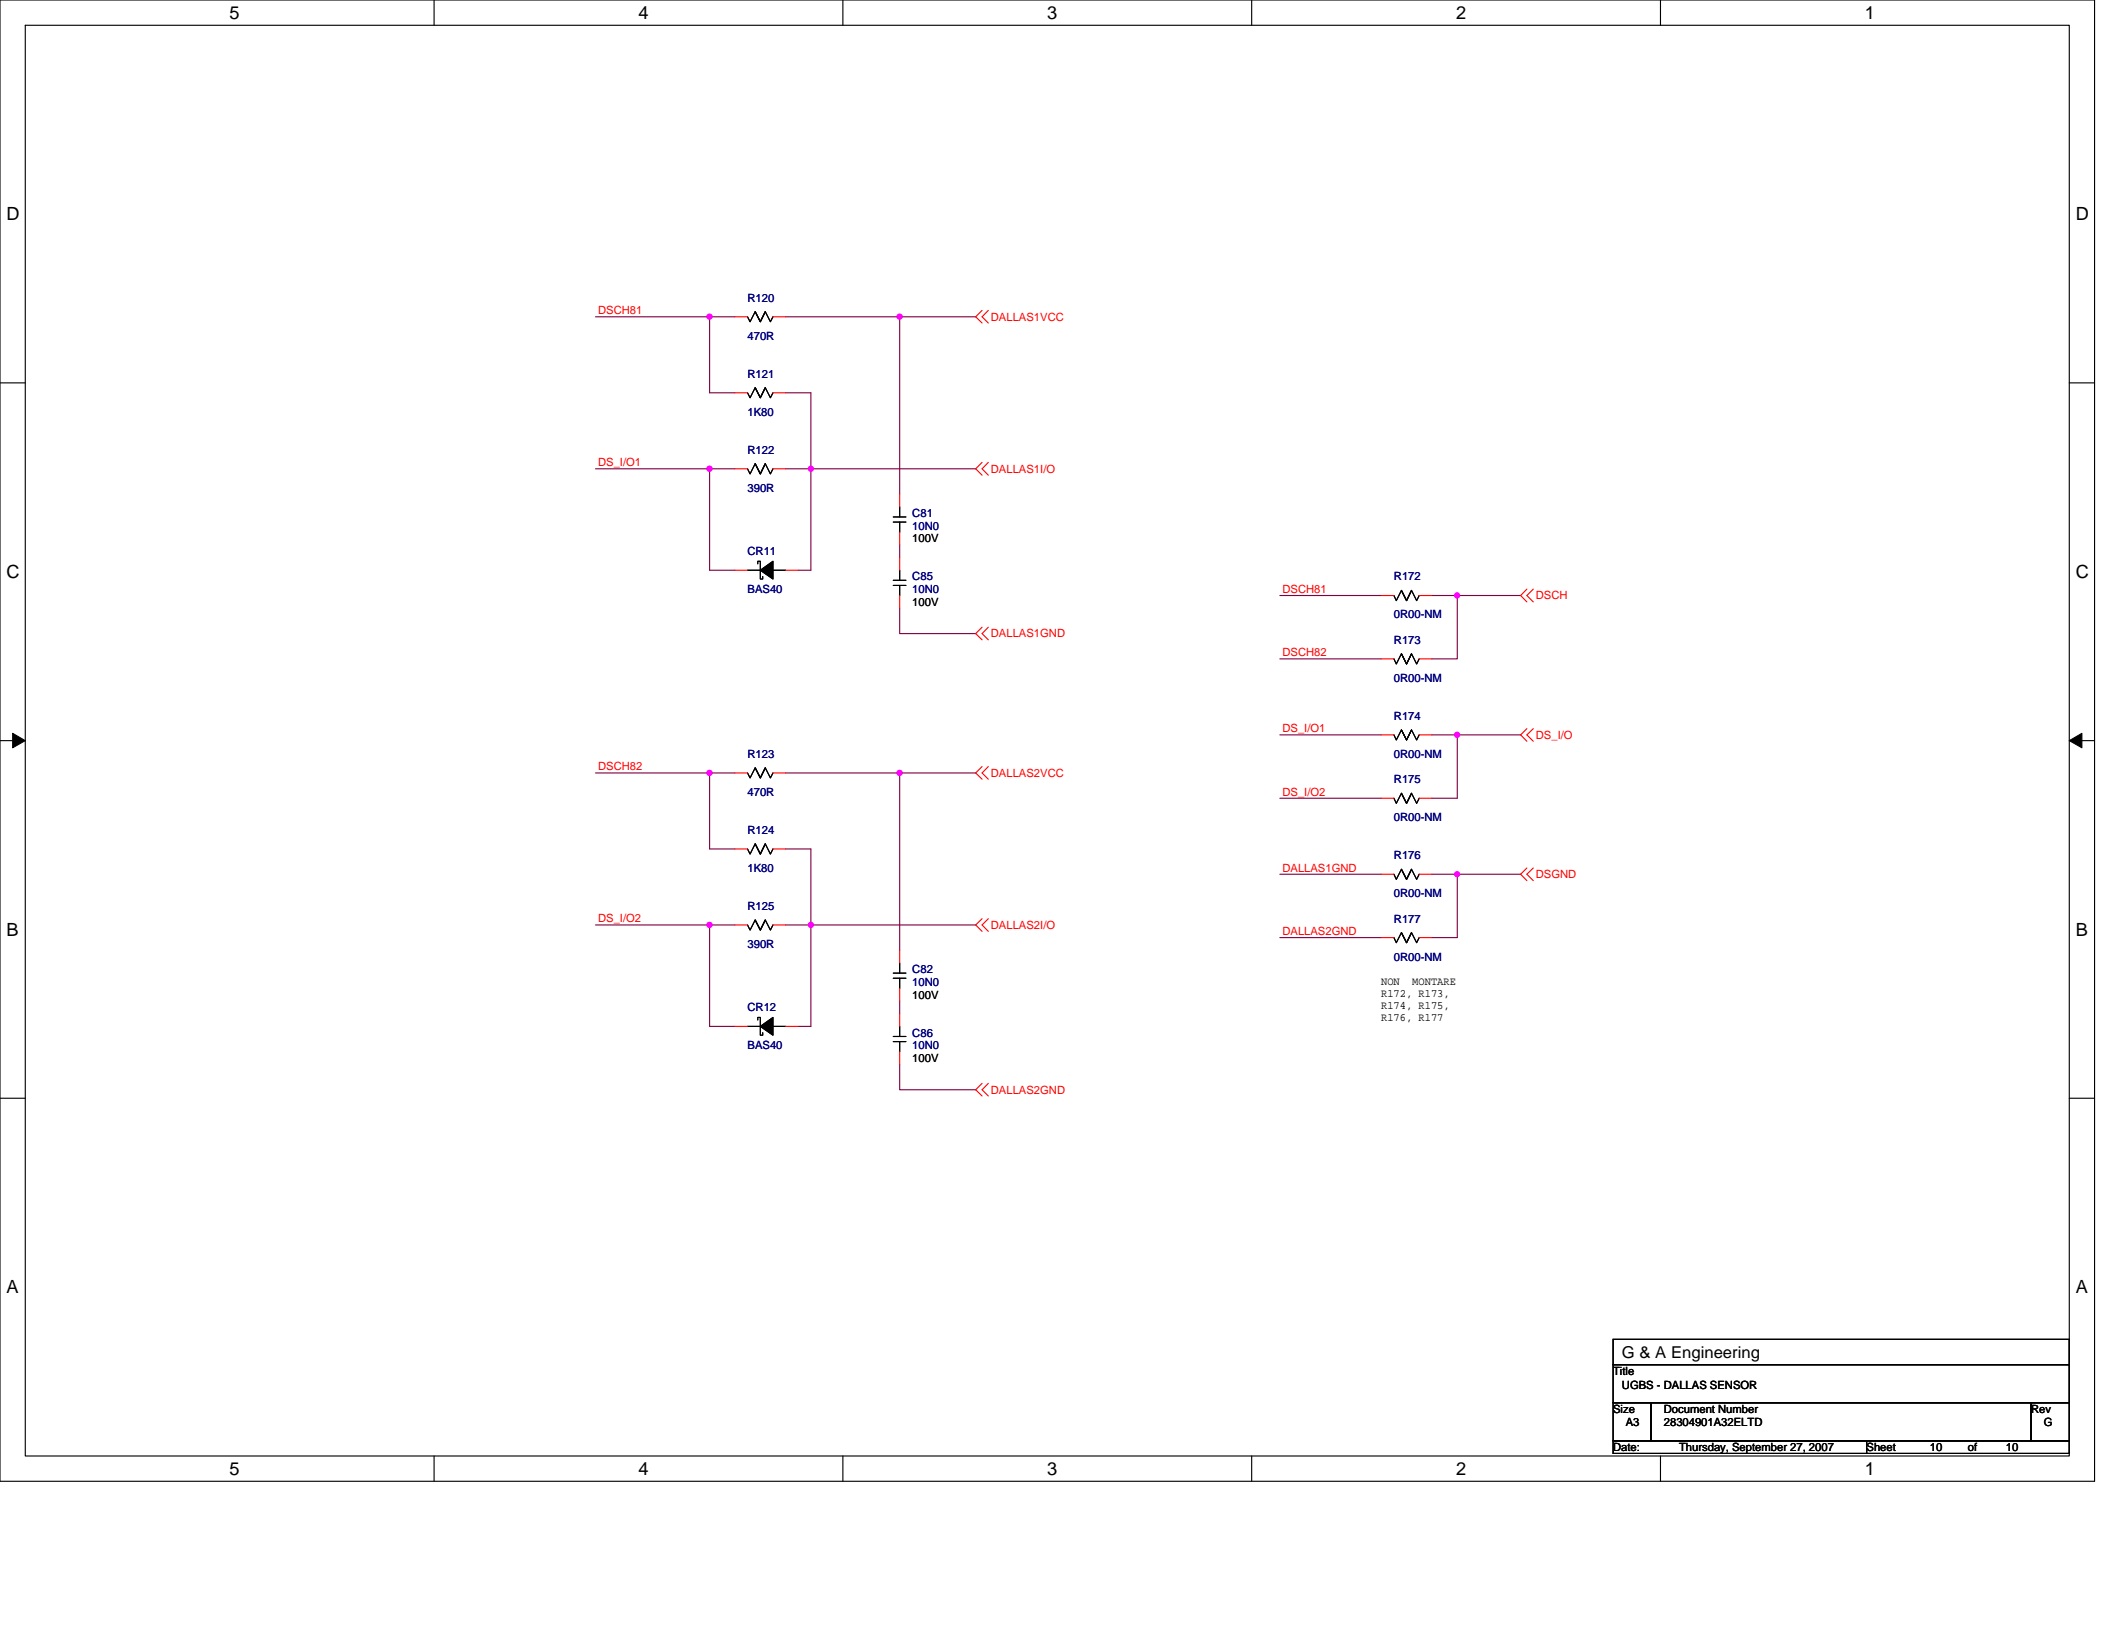 5 4 3 2 1
D D
C C
B B
A A
R120
DSCH81
DALLAS1VCC
470R
R121
1K80
R122
DS_I/O1
DALLAS1I/O
390R
C81
10N0
100V
CR11
BAS40
C85
10N0
100V
DALLAS1GND
R123
DSCH82
DALLAS2VCC
470R
R124
1K80
R125
DS_I/O2
DALLAS2I/O
390R
C82
10N0
100V
CR12
BAS40
C86
10N0
100V
DALLAS2GND
R172
DSCH81
DSCH
0R00-NM
R173
DSCH82
0R00-NM
R174
DS_I/O1
DS_I/O
0R00-NM
R175
DS_I/O2
0R00-NM
R176
DALLAS1GND
DSGND
0R00-NM
R177
DALLAS2GND
0R00-NM
NON MONTARE
R172, R173,
R174, R175,
R176, R177
G & A Engineering
Title
UGBS - DALLAS SENSOR
Size Document Number Rev
A3 28304901A32ELTD G
Date: Thursday, September 27, 2007 Sheet 10 of 10
5 4 3 2 1